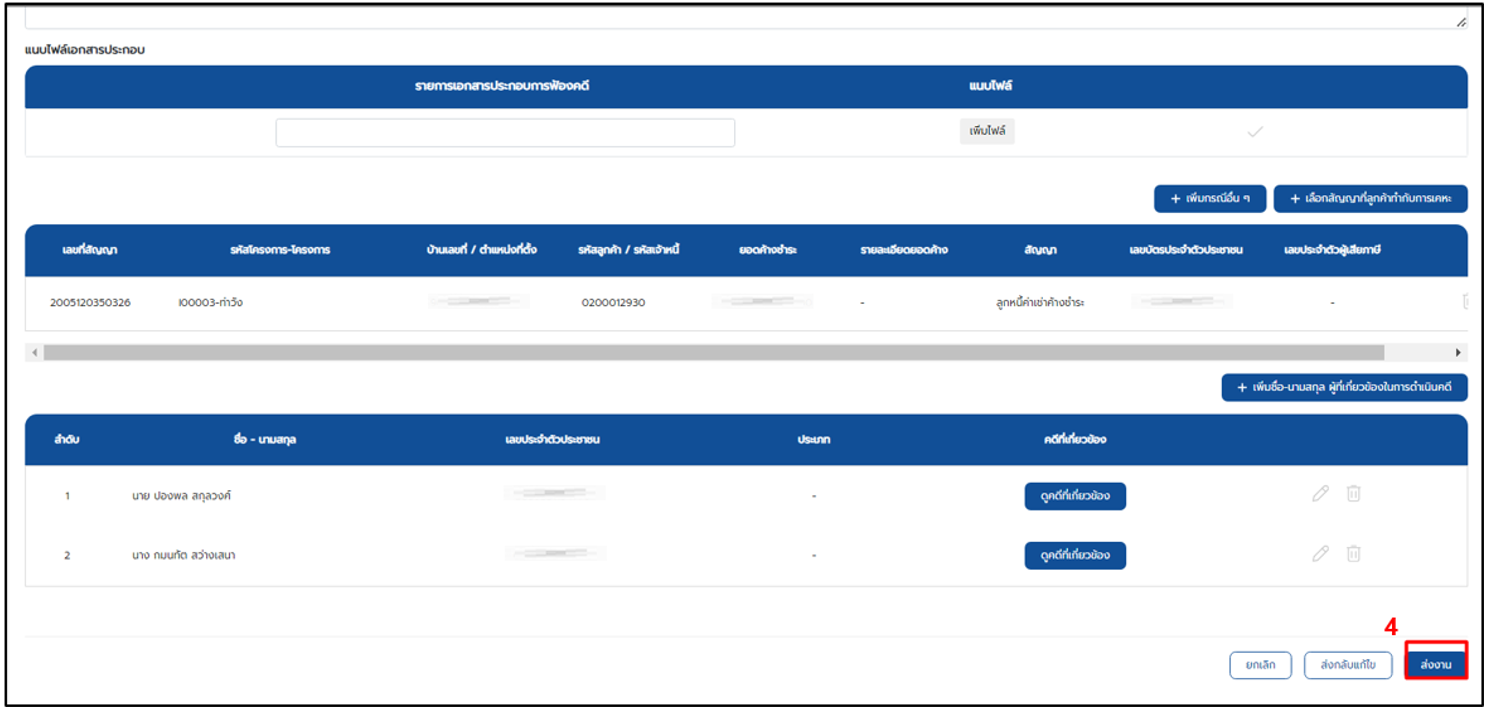 แนบไฟล์เอกสารประกอบ
รายการเอกสารประกอบการฟ้องคดี แนบไฟล์
เพิ่มไฟล์
+ เพิ่มกรณีอื่น ๆ + เลือกสัญญาที่ลูกค้าทำกับการเคหะ
เลขที่สัญญา รหัสโครงการ-โครงการ บ้านเลขที่ / ตำแหน่งที่ตั้ง รหัสลูกค้า / รหัสเจ้าหนี้ ยอดค้างชำระ รายละเอียดยอดค้าง สัญญา เลขบัตรประจำตัวประชาชน เลขประจำตัวผู้เสียภาษี
2005120350326 I00003-ท่าวัง 0200012930 - ลูกหนี้ค่าเช่าค้างชำระ -
+ เพิ่มชื่อ-นามสกุล ผู้ที่เกี่ยวข้องในการดำเนินคดี
ลำดับ ชื่อ - นามสกุล เลขประจำตัวประชาชน ประเภท คดีที่เกี่ยวข้อง
1 นาย ปองพล สกุลวงค์ - ดูคดีที่เกี่ยวข้อง
2 นาง กมนทัต สว่างเสนา - ดูคดีที่เกี่ยวข้อง
4
ยกเลิก ส่งกลับแก้ไข ส่งงาน